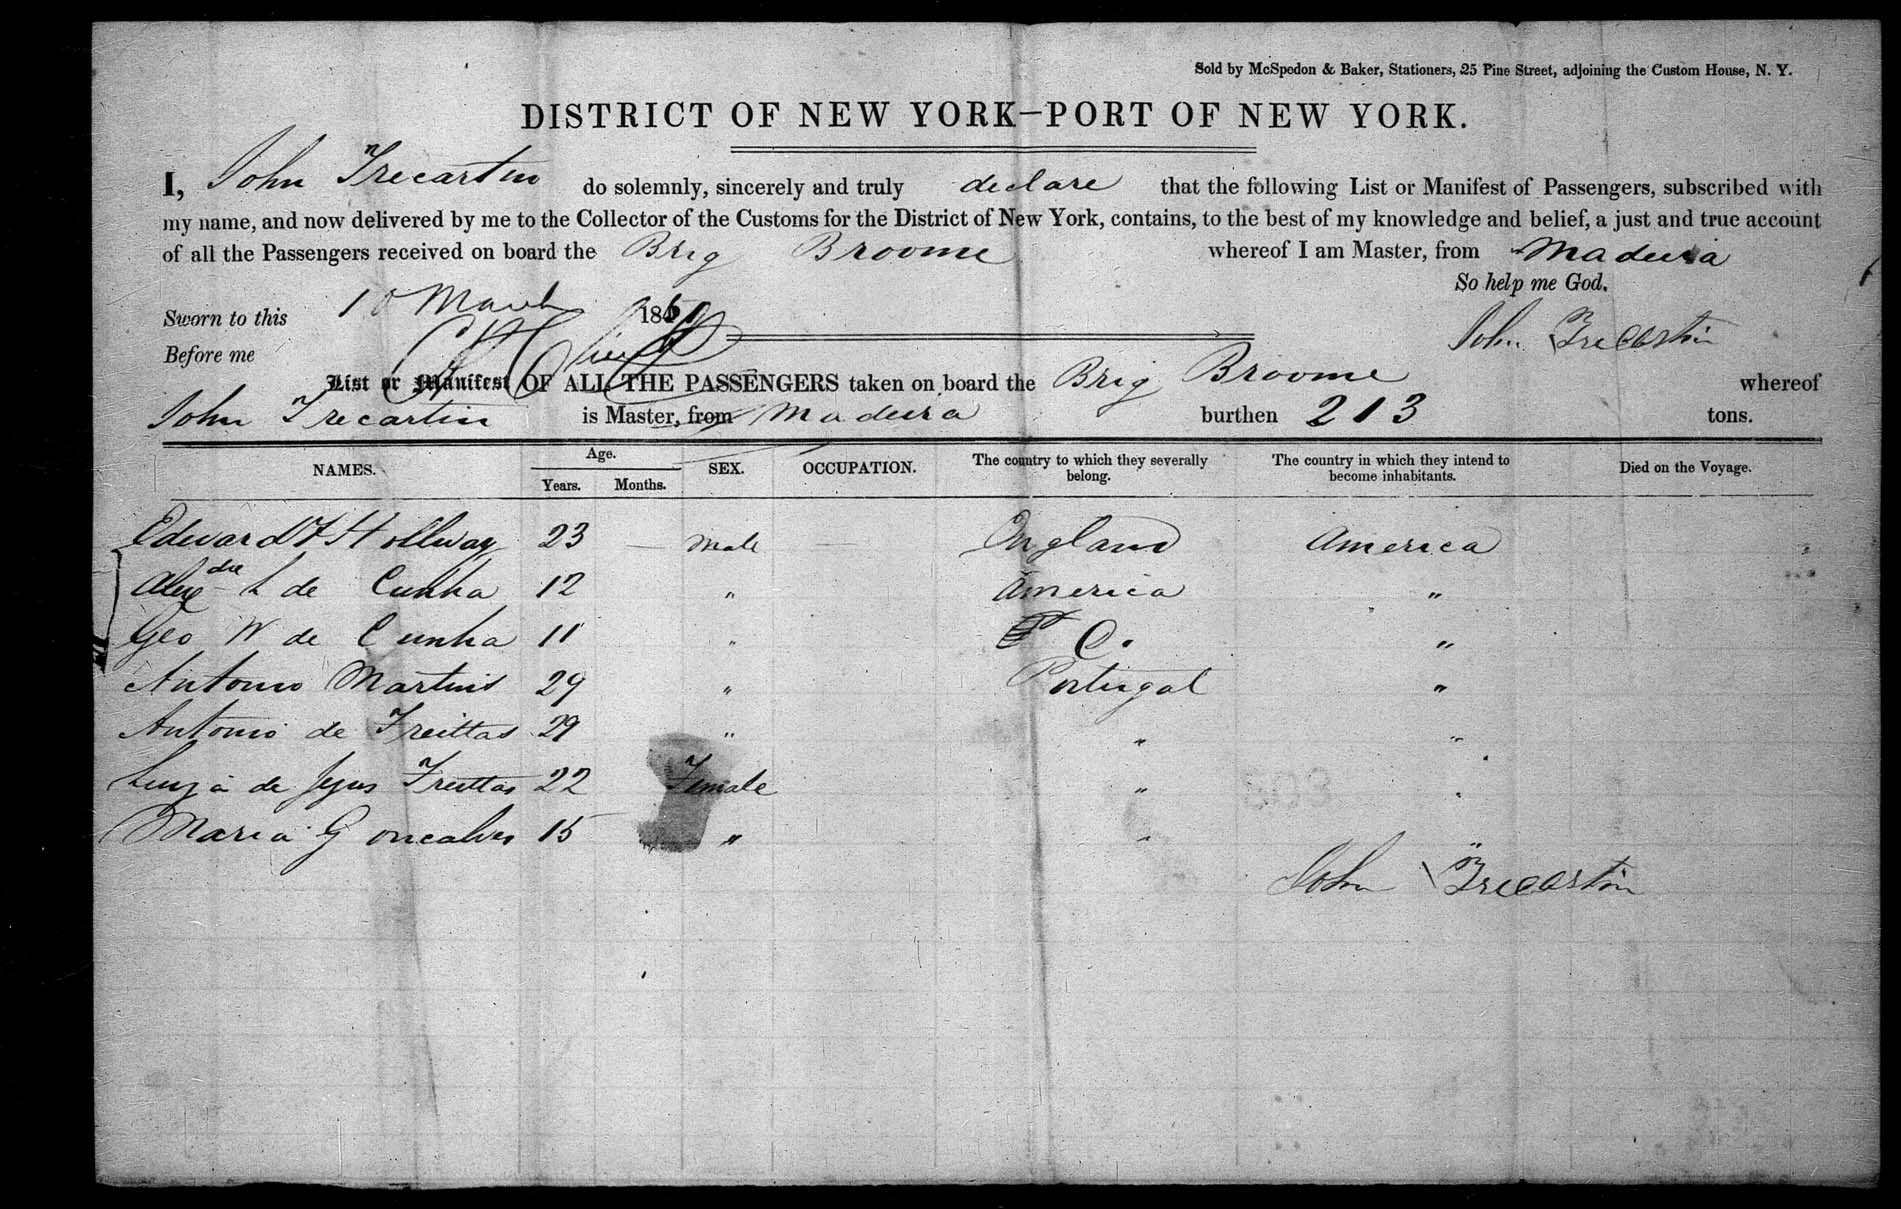 Sold by McSpedon & Baker, Stationers, 25 Pine Street, adjoining the Custom House, N. Y.
DISTRICT OF NEW YORK–PORT OF NEW YORK.
I, John Trecartin do solemnly, sincerely and truly declare that the following List or Manifest of Passengers, subscribed with
my name, and now delivered by me to the Collector of the Customs for the District of New York, contains, to the best of my knowledge and belief, a just and true account
of all the Passengers received on board the Brig Broome whereof I am Master, from Madeira
So help me God.
Sworn to this 10 March 1851
John Trecartin
Before me
List or Manifest OF ALL THE PASSENGERS taken on board the Brig Broome whereof
John Trecartin is Master, from Madeira burthen 213 tons.
NAMES. Age. Years. Months. SEX. OCCUPATION. The country to which they severally belong. The country in which they intend to become inhabitants. Died on the Voyage.
Edward F Hollway 23 — Male — England America
Alexdre L de Cunha 12 " America "
Geo W de Cunha 11 " Do. "
Antonio Martins 29 " Portugal "
Antonio de Freittas 29 " " "
Luiza de Jesus Freittas 22 Female " "
Maria Goncalves 15 " " "
John Trecartin